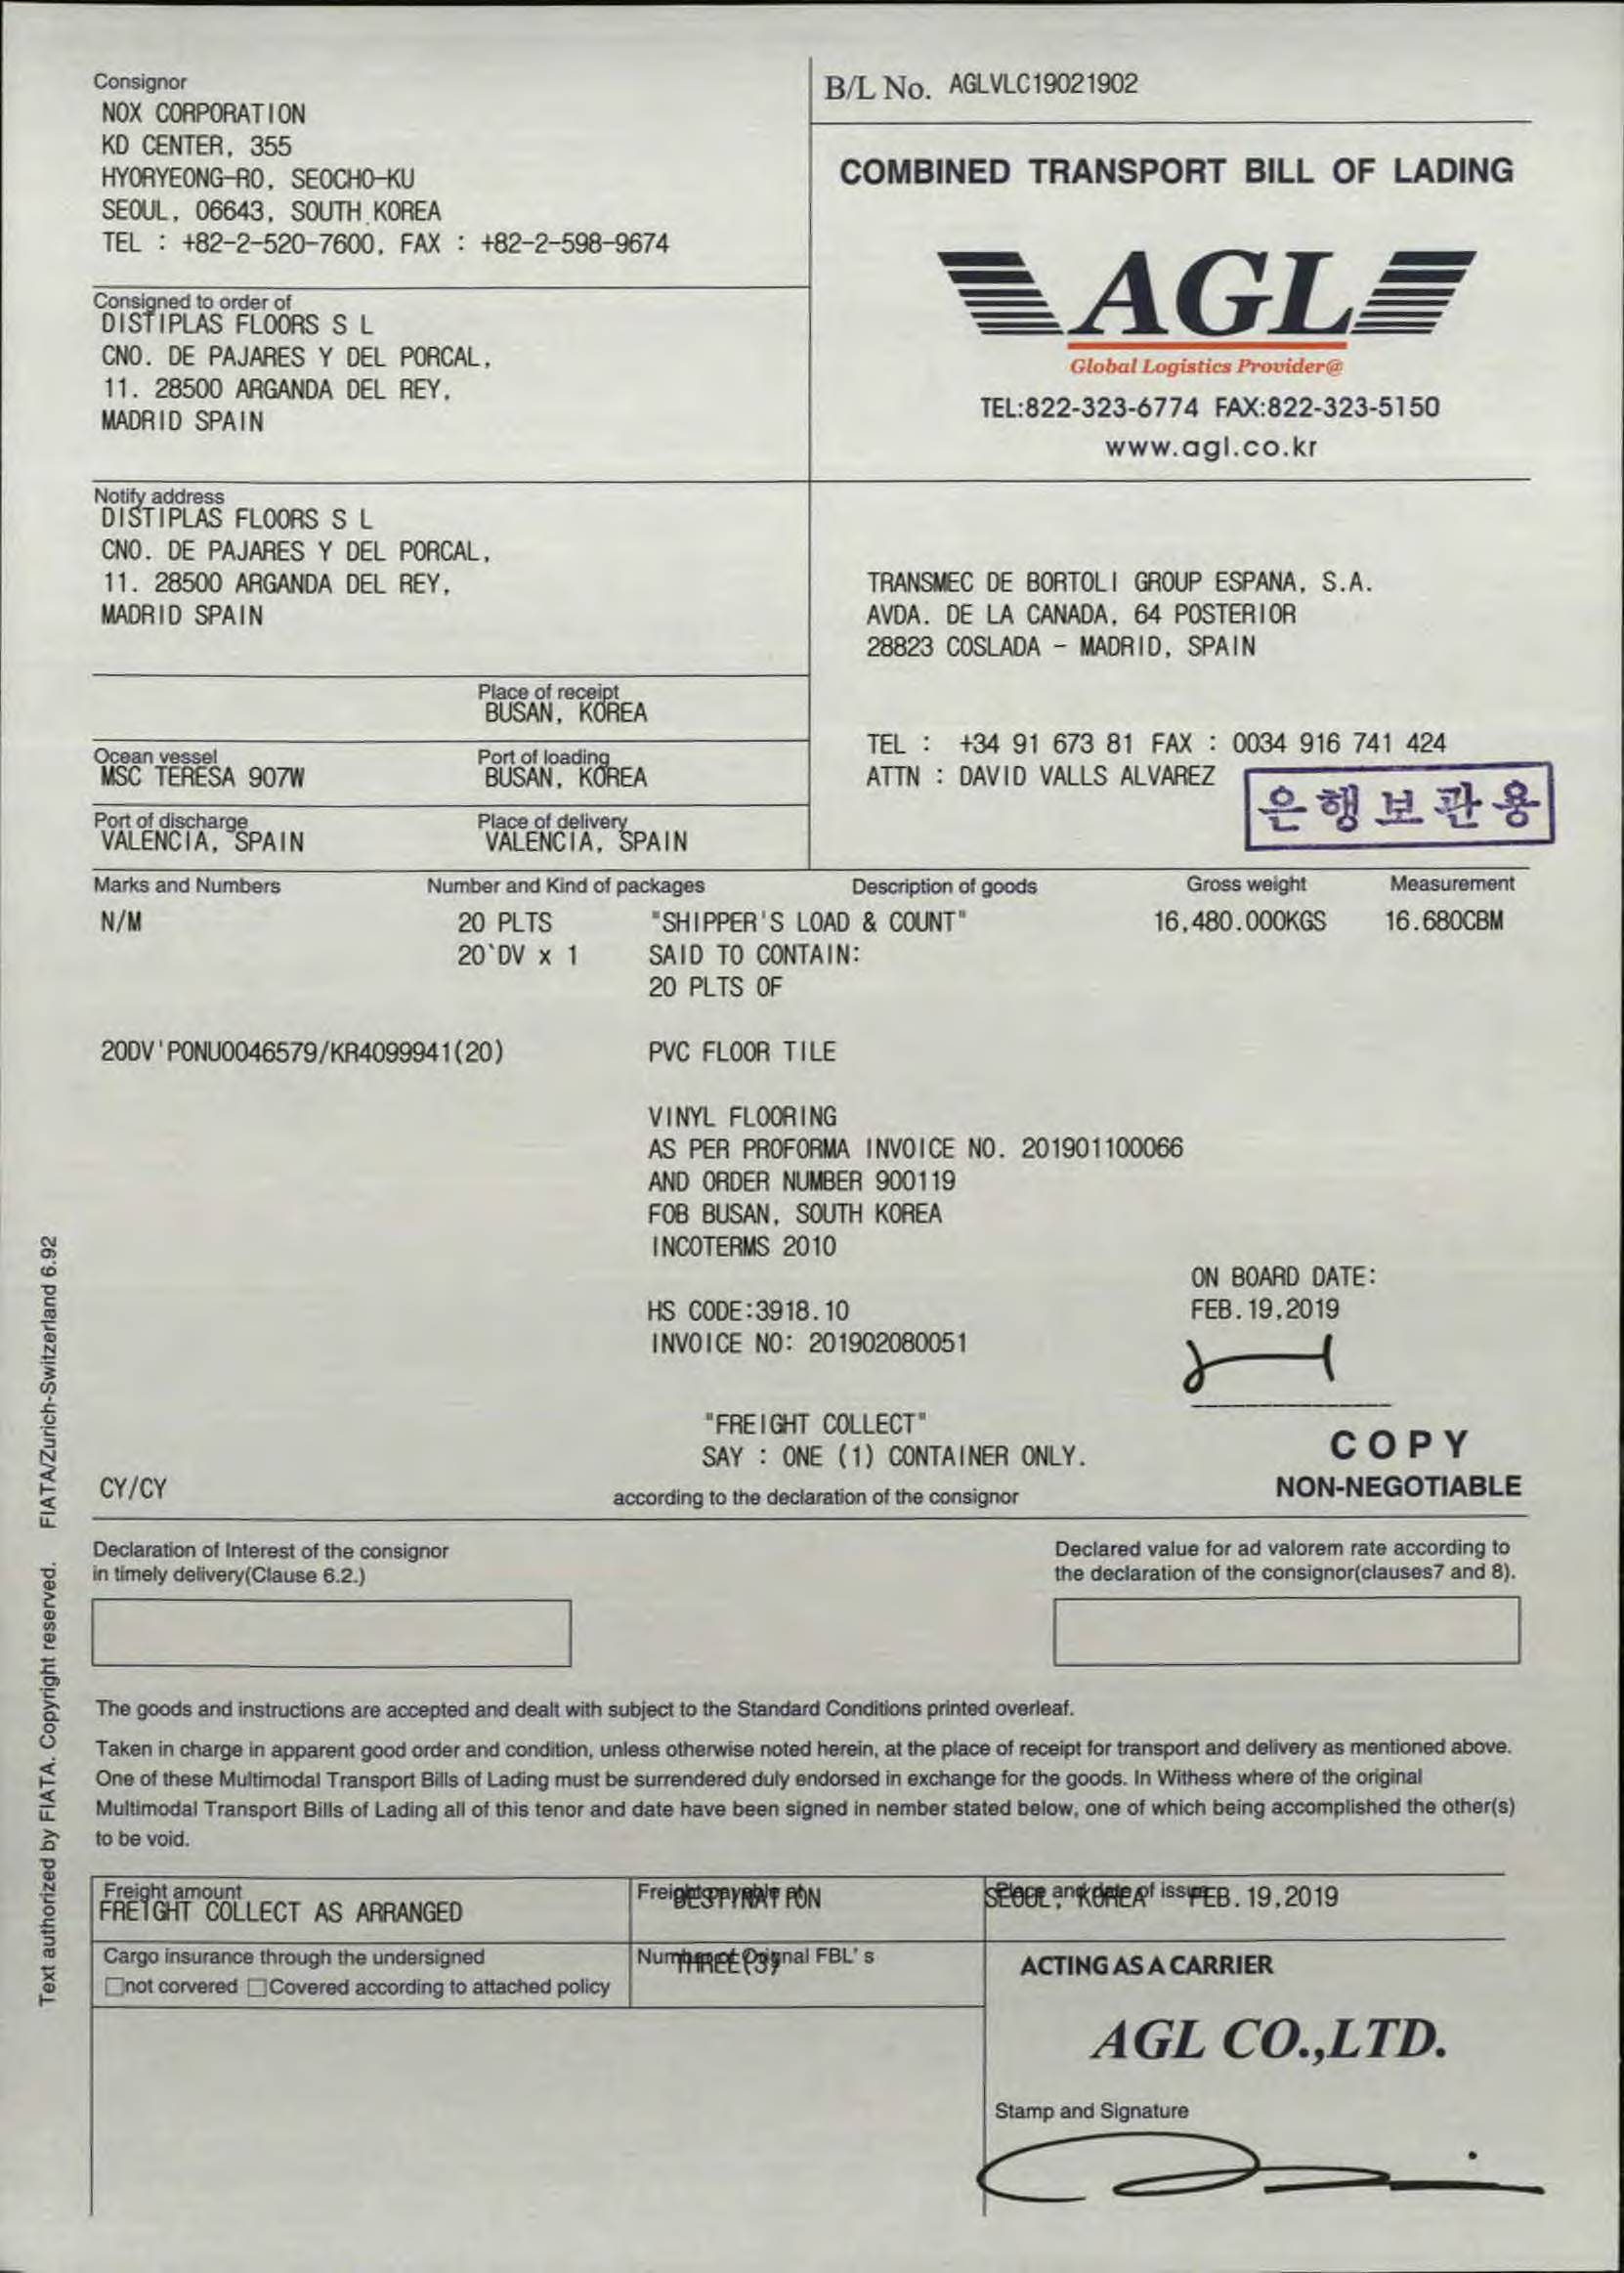 Consignor
NOX CORPORATION
KD CENTER, 355
HYORYEONG-RO, SEOCHO-KU
SEOUL, 06643, SOUTH KOREA
TEL : +82-2-520-7600, FAX : +82-2-598-9674
B/L No. AGLVLC19021902
COMBINED TRANSPORT BILL OF LADING
AGL
Global Logistics Provider@
TEL:822-323-6774 FAX:822-323-5150
www.agl.co.kr
Consigned to order of
DISTIPLAS FLOORS S L
CNO. DE PAJARES Y DEL PORCAL,
11. 28500 ARGANDA DEL REY,
MADRID SPAIN
Notify address
DISTIPLAS FLOORS S L
CNO. DE PAJARES Y DEL PORCAL,
11. 28500 ARGANDA DEL REY,
MADRID SPAIN
TRANSMEC DE BORTOLI GROUP ESPANA, S.A.
AVDA. DE LA CANADA, 64 POSTERIOR
28823 COSLADA - MADRID, SPAIN
TEL : +34 91 673 81 FAX : 0034 916 741 424
ATTN : DAVID VALLS ALVAREZ
은행보관용
Place of receipt
BUSAN, KOREA
Ocean vessel Port of loading
MSC TERESA 907W BUSAN, KOREA
Port of discharge Place of delivery
VALENCIA, SPAIN VALENCIA, SPAIN
Marks and Numbers Number and Kind of packages Description of goods Gross weight Measurement
N/M 20 PLTS "SHIPPER'S LOAD & COUNT" 16,480.000KGS 16.680CBM
20`DV x 1 SAID TO CONTAIN:
20 PLTS OF
20DV'PONU0046579/KR4099941(20) PVC FLOOR TILE
VINYL FLOORING
AS PER PROFORMA INVOICE NO. 201901100066
AND ORDER NUMBER 900119
FOB BUSAN, SOUTH KOREA
INCOTERMS 2010
HS CODE:3918.10
INVOICE NO: 201902080051
ON BOARD DATE:
FEB.19,2019
"FREIGHT COLLECT"
SAY : ONE (1) CONTAINER ONLY.
COPY
NON-NEGOTIABLE
CY/CY
according to the declaration of the consignor
Declaration of Interest of the consignor
in timely delivery(Clause 6.2.)
Declared value for ad valorem rate according to
the declaration of the consignor(clauses7 and 8).
The goods and instructions are accepted and dealt with subject to the Standard Conditions printed overleaf.
Taken in charge in apparent good order and condition, unless otherwise noted herein, at the place of receipt for transport and delivery as mentioned above.
One of these Multimodal Transport Bills of Lading must be surrendered duly endorsed in exchange for the goods. In Withess where of the original
Multimodal Transport Bills of Lading all of this tenor and date have been signed in nember stated below, one of which being accomplished the other(s)
to be void.
Freight amount
FREIGHT COLLECT AS ARRANGED
Freight payable at
DESTINATION
Place and date of issue
SEOUL, KOREA FEB.19,2019
Cargo insurance through the undersigned
not corvered Covered according to attached policy
Number of Orignal FBL' s
THREE(3)
ACTING AS A CARRIER
AGL CO.,LTD.
Stamp and Signature
Text authorized by FIATA. Copyright reserved. FIATA/Zurich-Switzerland 6.92